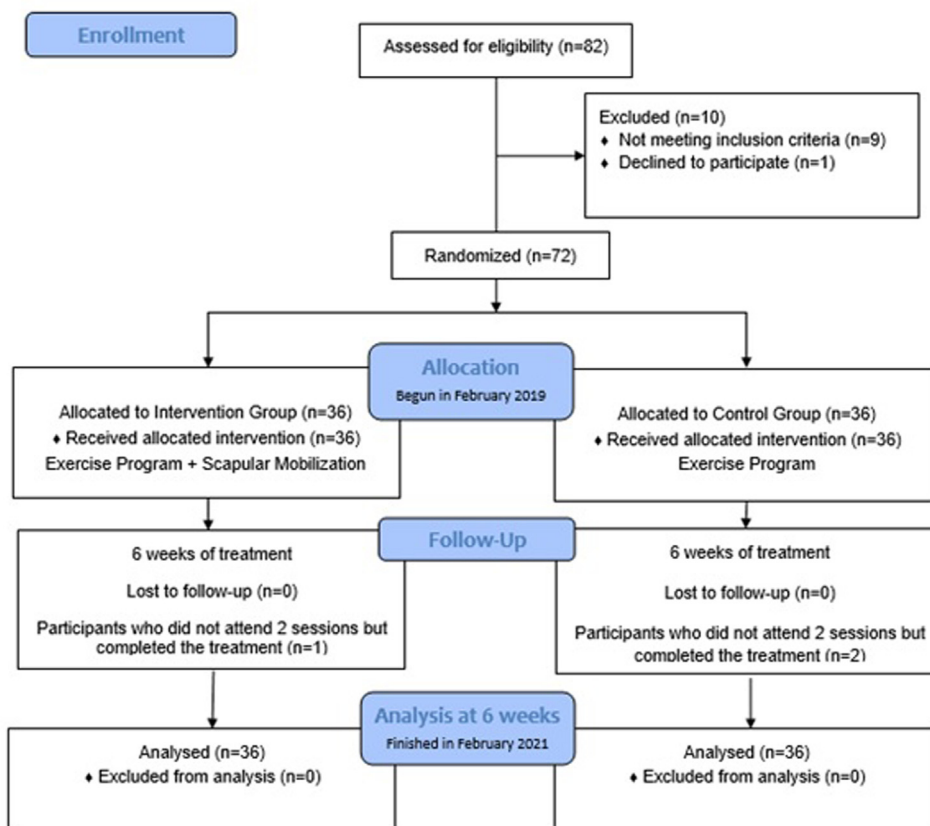 Enrollment
Assessed for eligibility (n=82)
Excluded (n=10)
♦ Not meeting inclusion criteria (n=9)
♦ Declined to participate (n=1)
Randomized (n=72)
Allocation
Begun in February 2019
Allocated to Intervention Group (n=36)
♦ Received allocated intervention (n=36)
Exercise Program + Scapular Mobilization
Allocated to Control Group (n=36)
♦ Received allocated intervention (n=36)
Exercise Program
Follow-Up
6 weeks of treatment
Lost to follow-up (n=0)
Participants who did not attend 2 sessions but
completed the treatment (n=1)
6 weeks of treatment
Lost to follow-up (n=0)
Participants who did not attend 2 sessions but
completed the treatment (n=2)
Analysis at 6 weeks
Finished in February 2021
Analysed (n=36)
♦ Excluded from analysis (n=0)
Analysed (n=36)
♦ Excluded from analysis (n=0)